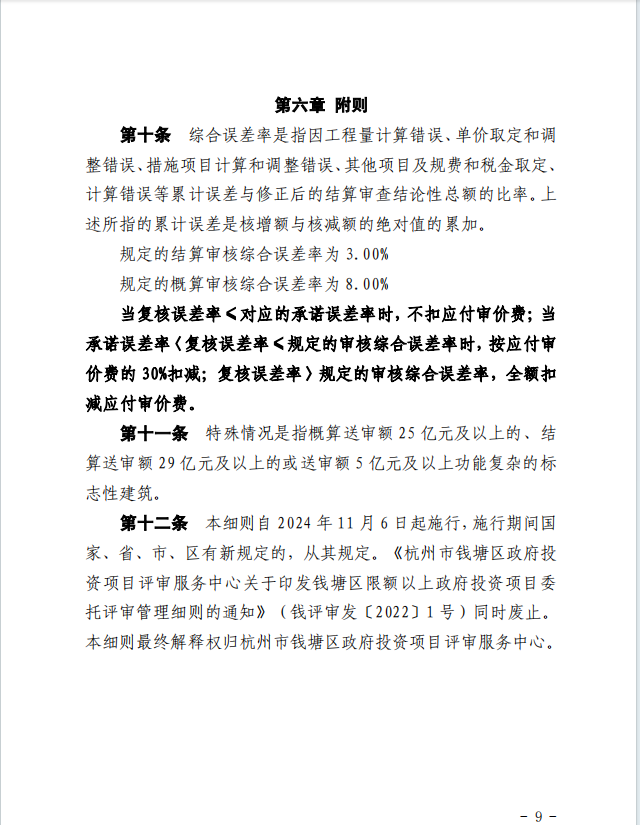 第六章 附则
第十条 综合误差率是指因工程量计算错误、单价取定和调
整错误、措施项目计算和调整错误、其他项目及规费和税金取定、
计算错误等累计误差与修正后的结算审查结论性总额的比率。上
述所指的累计误差是核增额与核减额的绝对值的累加。
规定的结算审核综合误差率为 3.00%
规定的概算审核综合误差率为 8.00%
当复核误差率≤对应的承诺误差率时，不扣应付审价费；当
承诺误差率〈复核误差率≤规定的审核综合误差率时，按应付审
价费的 30%扣减；复核误差率〉规定的审核综合误差率，全额扣
减应付审价费。
第十一条 特殊情况是指概算送审额 25 亿元及以上的、结
算送审额 29 亿元及以上的或送审额 5 亿元及以上功能复杂的标
志性建筑。
第十二条 本细则自 2024 年 11 月 6 日起施行，施行期间国
家、省、市、区有新规定的，从其规定。《杭州市钱塘区政府投
资项目评审服务中心关于印发钱塘区限额以上政府投资项目委
托评审管理细则的通知》（钱评审发〔2022〕1 号）同时废止。
本细则最终解释权归杭州市钱塘区政府投资项目评审服务中心。
- 9 -